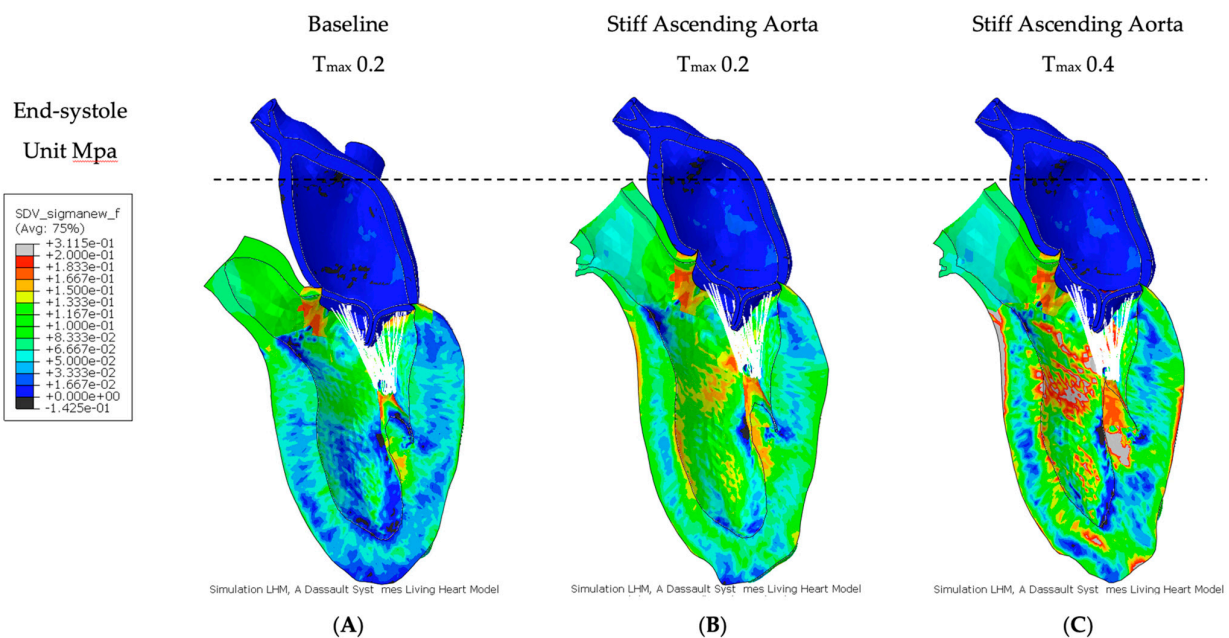 Baseline
Stiff Ascending Aorta
Stiff Ascending Aorta
Tmax 0.2
Tmax 0.2
Tmax 0.4
End-systole
Unit Mpa
SDV_sigmanew_f
(Avg: 75%)
+3.115e-01
+2.000e-01
+1.833e-01
+1.667e-01
+1.500e-01
+1.333e-01
+1.167e-01
+1.000e-01
+8.333e-02
+6.667e-02
+5.000e-02
+3.333e-02
+1.667e-02
+0.000e+00
-1.425e-01
Simulation LHM, A Dassault Syst mes Living Heart Model
Simulation LHM, A Dassault Syst mes Living Heart Model
Simulation LHM, A Dassault Syst mes Living Heart Model
(A)
(B)
(C)